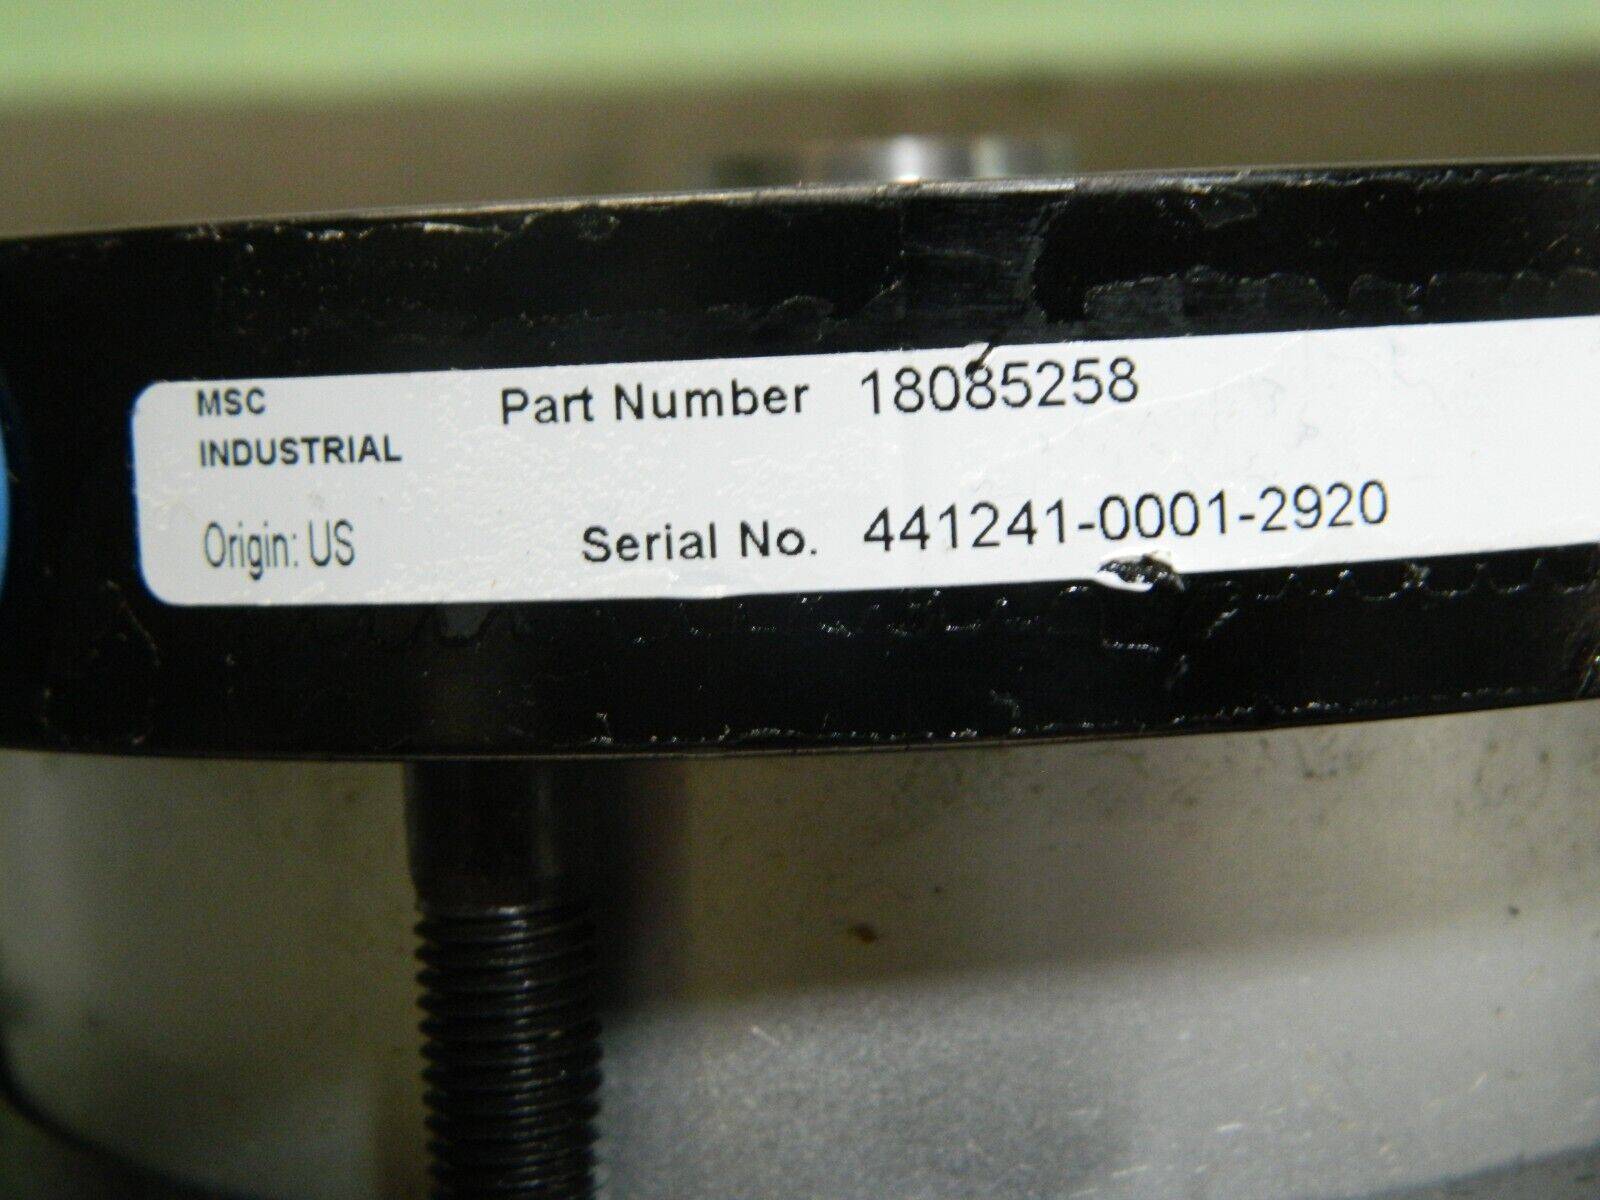 MSC
INDUSTRIAL
Part Number 18085258
Origin: US
Serial No. 441241-0001-2920